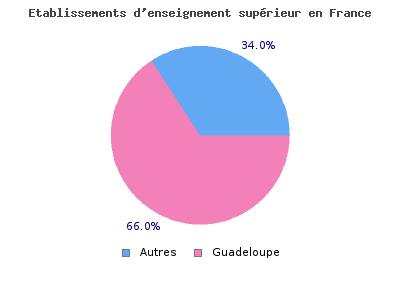 Etablissements d'enseignement supérieur en France
34.0%
66.0%
Autres
Guadeloupe